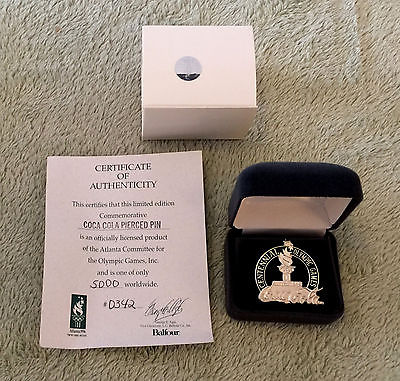 CERTIFICATE
OF
AUTHENTICITY
This certifies that this limited edition
Commemorative
COCA COLA PIERCED PIN
is an officially licensed product
of the Atlanta Committee for
the Olympic Games, Inc.
and is one of only
5000 worldwide.
#0342
Balfour
CENTENNIAL OLYMPIC GAMES
Coca-Cola